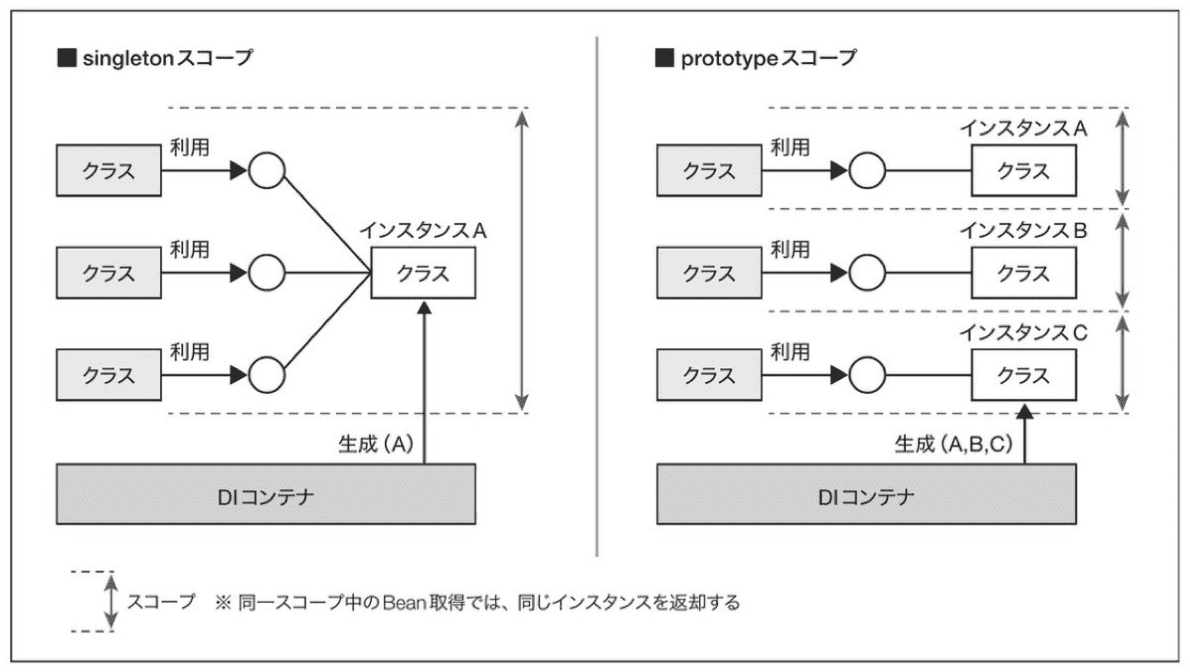 ■ singletonスコープ
利用
クラス
インスタンスA
利用
クラス
クラス
利用
クラス
生成(A)
DIコンテナ
■ prototypeスコープ
インスタンスA
利用
クラス
クラス
インスタンスB
利用
クラス
クラス
インスタンスC
利用
クラス
クラス
生成(A,B,C)
DIコンテナ
スコープ ※ 同一スコープ中のBean取得では、同じインスタンスを返却する